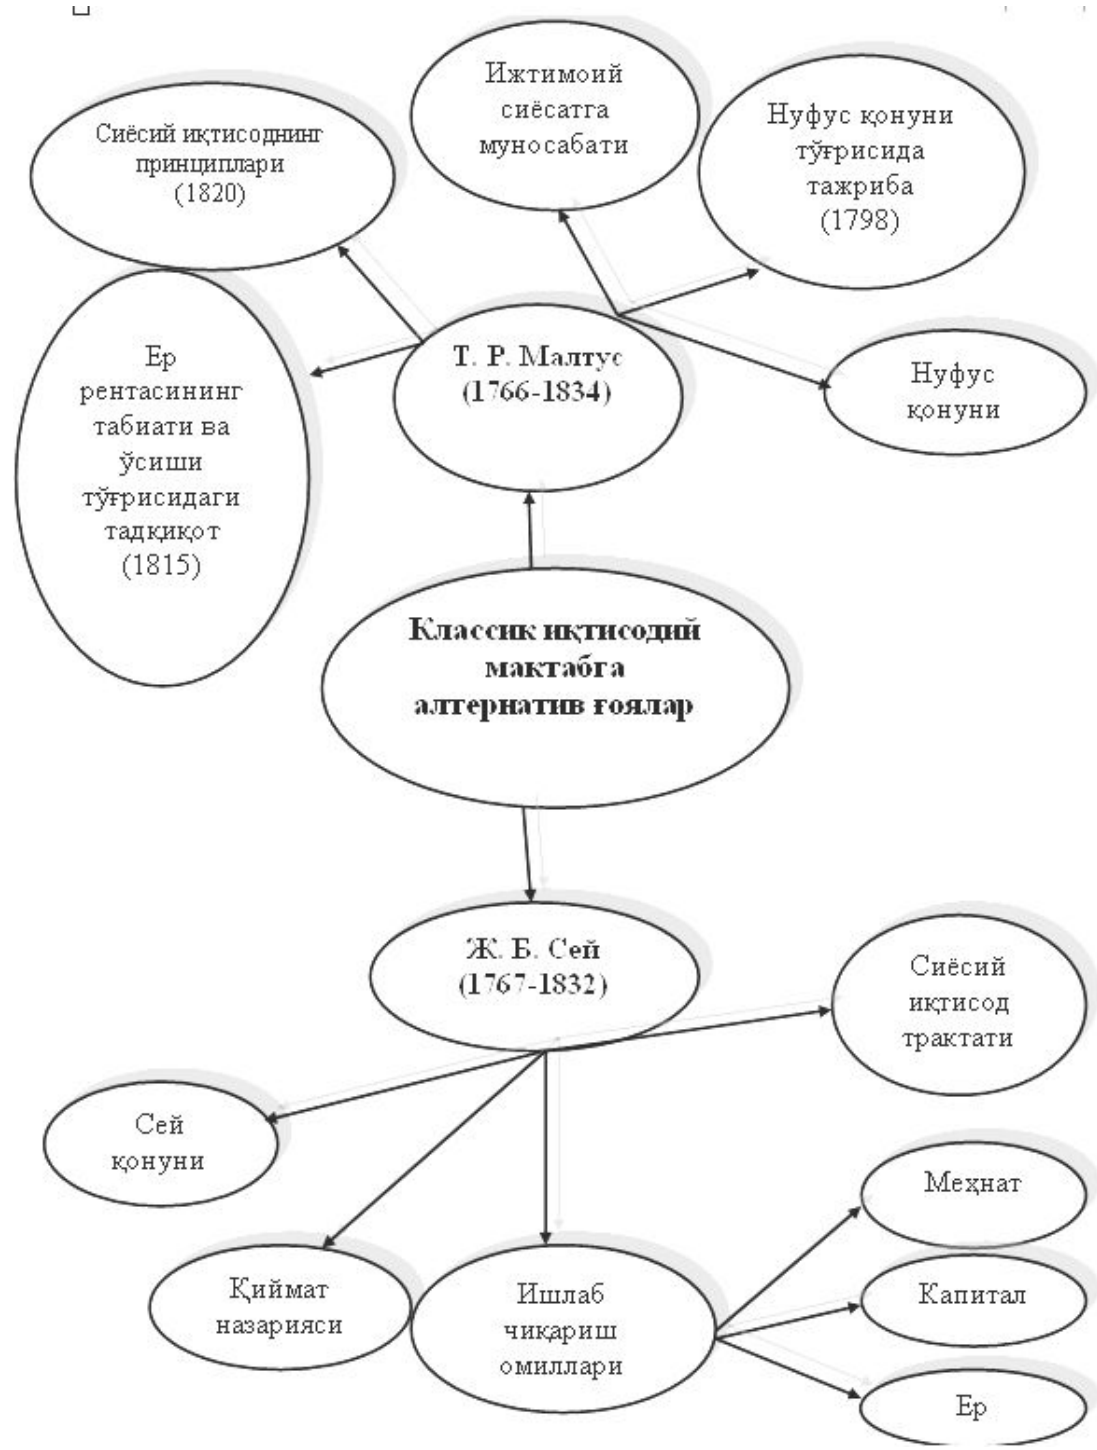 Ижтимоий
сиёсатга
муносабати
Сиёсий иқтисоднинг
принциплари
(1820)
Нуфус қонуни
тўғрисида
тажриба
(1798)
Ер
рентасининг
табиати ва
ўсиши
тўғрисидаги
тадқиқот
(1815)
Т. Р. Малтус
(1766-1834)
Нуфус
қонуни
Классик иқтисодий
мактабга
алтернатив ғоялар
Ж. Б. Сей
(1767-1832)
Сиёсий
иқтисод
трактати
Сей
қонуни
Қиймат
назарияси
Ишлаб
чиқариш
омиллари
Меҳнат
Капитал
Ер